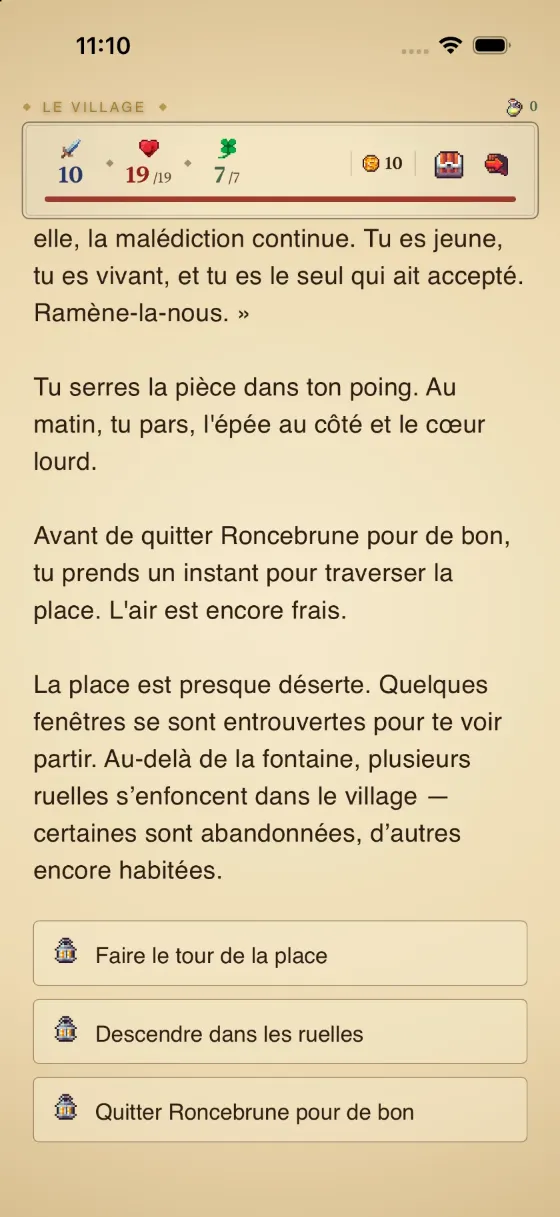 11:10
LE VILLAGE
0
10
19 /19
7 /7
10
elle, la malédiction continue. Tu es jeune,
tu es vivant, et tu es le seul qui ait accepté.
Ramène-la-nous. »
Tu serres la pièce dans ton poing. Au
matin, tu pars, l'épée au côté et le cœur
lourd.
Avant de quitter Roncebrune pour de bon,
tu prends un instant pour traverser la
place. L'air est encore frais.
La place est presque déserte. Quelques
fenêtres se sont entrouvertes pour te voir
partir. Au-delà de la fontaine, plusieurs
ruelles s’enfoncent dans le village —
certaines sont abandonnées, d’autres
encore habitées.
Faire le tour de la place
Descendre dans les ruelles
Quitter Roncebrune pour de bon